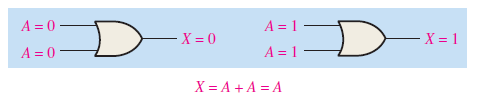 A = 0 A = 1
X = 0 X = 1
A = 0 A = 1
X = A + A = A